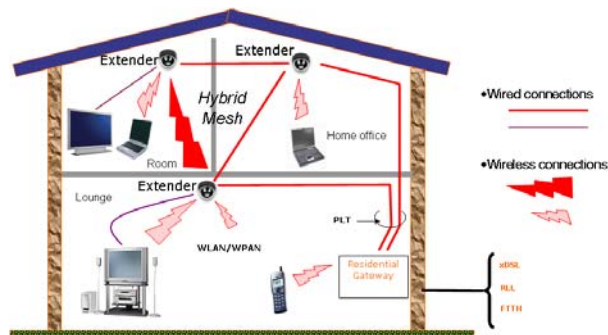 Extender
Extender
Hybrid
Mesh
Home office
Room
Extender
Lounge
WLAN/WPAN
PLT
Residential
Gateway
•Wired connections
•Wireless connections
xDSL
RLL
FTTH